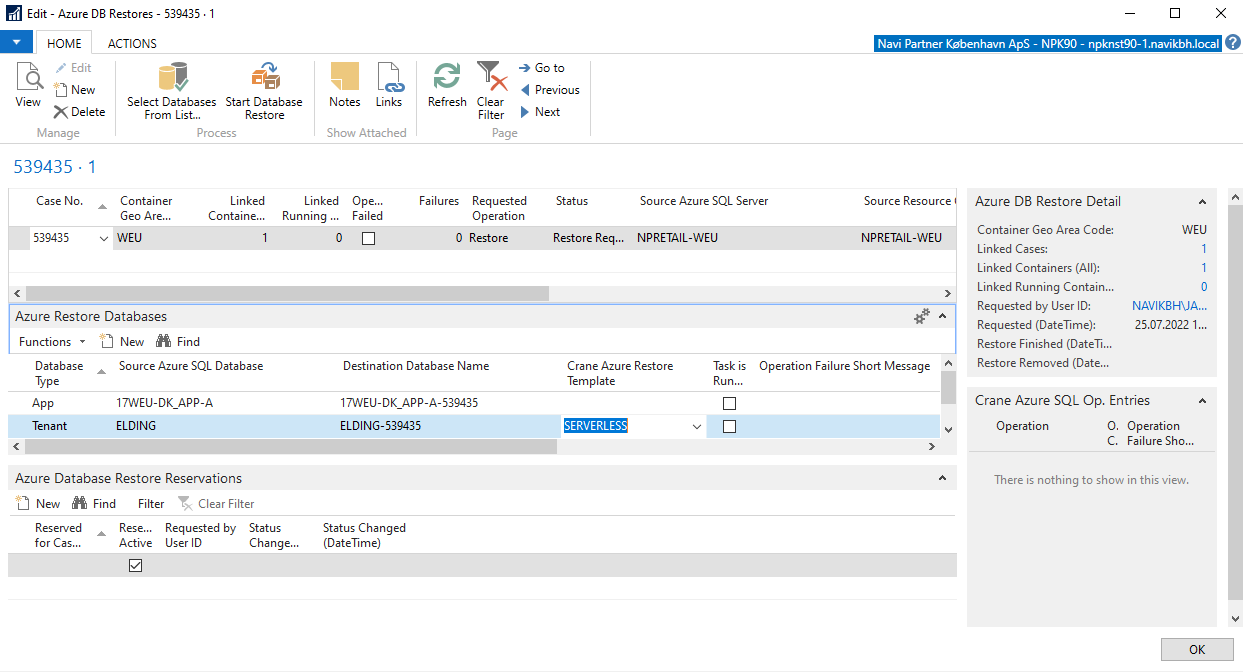 Edit - Azure DB Restores - 539435 · 1
HOME
ACTIONS
Navi Partner København ApS - NPK90 - npknst90-1.navikbh.local
?
View
Edit
New
Delete
Manage
Select Databases
From List...
Start Database
Restore
Process
Notes
Links
Show Attached
Refresh
Clear
Filter
Go to
Previous
Next
Page
539435 · 1
Case No.
Container
Geo Are...
Linked
Containe...
Linked
Running ...
Ope...
Failed
Failures
Requested
Operation
Status
Source Azure SQL Server
Source Resource
539435
WEU
1
0
0
Restore
Restore Req...
NPRETAIL-WEU
NPRETAIL-WEU
Azure Restore Databases
Functions
New
Find
Database
Type
Source Azure SQL Database
Destination Database Name
Crane Azure Restore
Template
Task is
Run...
Operation Failure Short Message
App
17WEU-DK_APP-A
17WEU-DK_APP-A-539435
Tenant
ELDING
ELDING-539435
SERVERLESS
Azure Database Restore Reservations
New
Find
Filter
Clear Filter
Reserved
for Cas...
Rese...
Active
Requested by
User ID
Status
Change...
Status Changed
(DateTime)
Azure DB Restore Detail
Container Geo Area Code:
WEU
Linked Cases:
1
Linked Containers (All):
1
Linked Running Contain...
0
Requested by User ID:
NAVIKBH\JA...
Requested (DateTime):
25.07.2022 1...
Restore Finished (DateTi...
Restore Removed (Date...
Crane Azure SQL Op. Entries
Operation
O.
C.
Operation
Failure Sho...
There is nothing to show in this view.
OK